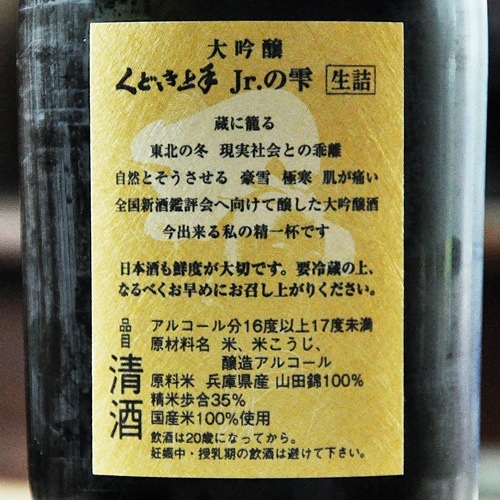 大吟醸
くどき上手 Jr.の雫 生詰
蔵に籠る
東北の冬 現実社会との乖離
自然とそうさせる 豪雪 極寒 肌が痛い
全国新酒鑑評会へ向けて醸した大吟醸酒
今出来る私の精一杯です
日本酒も鮮度が大切です。要冷蔵の上、
なるべくお早めにお召し上がりください。
品目
清酒
アルコール分16度以上17度未満
原材料名 米、米こうじ、
醸造アルコール
原料米 兵庫県産 山田錦100%
精米歩合35%
国産米100%使用
飲酒は20歳になってから。
妊娠中・授乳期の飲酒は避けて下さい。